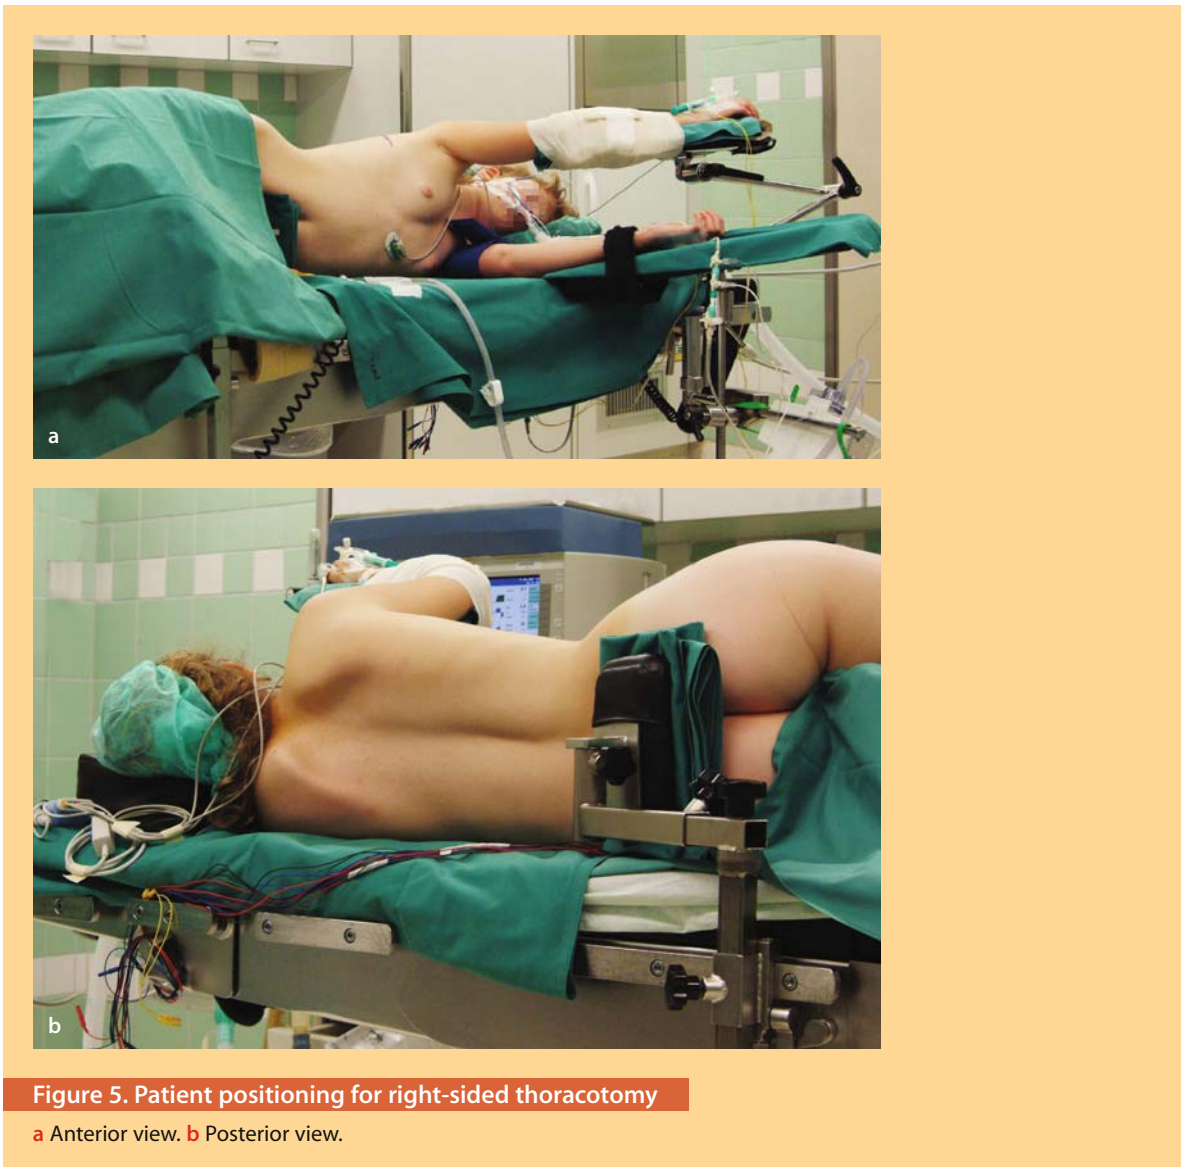 a
b
Figure 5. Patient positioning for right-sided thoracotomy
a Anterior view. b Posterior view.